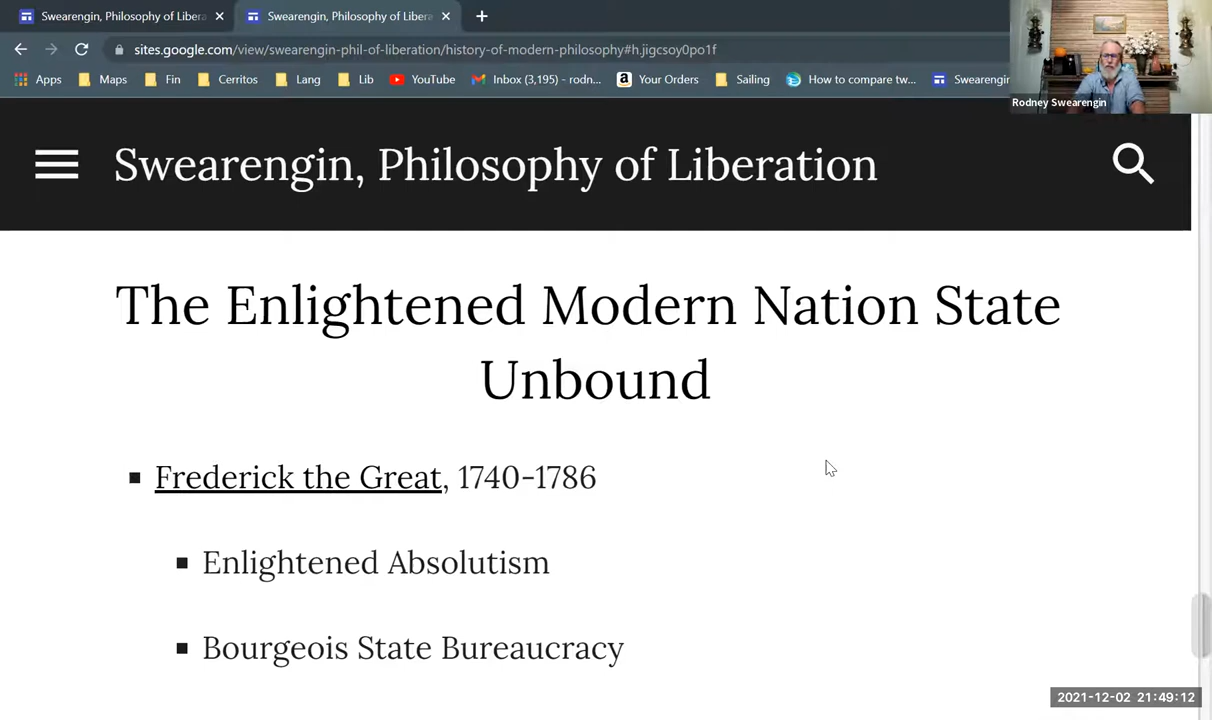 Swearengin, Philosophy of Libera
Swearengin, Philosophy of Libera
sites.google.com/view/swearengin-phil-of-liberation/history-of-modern-philosophy#h.jigcsoy0po1f
Apps Maps Fin Cerritos Lang Lib YouTube Inbox (3,195) - rodn... Your Orders Sailing How to compare tw... Swearengin
Rodney Swearengin
Swearengin, Philosophy of Liberation
The Enlightened Modern Nation State
Unbound
Frederick the Great, 1740-1786
Enlightened Absolutism
Bourgeois State Bureaucracy
2021-12-02 21:49:12